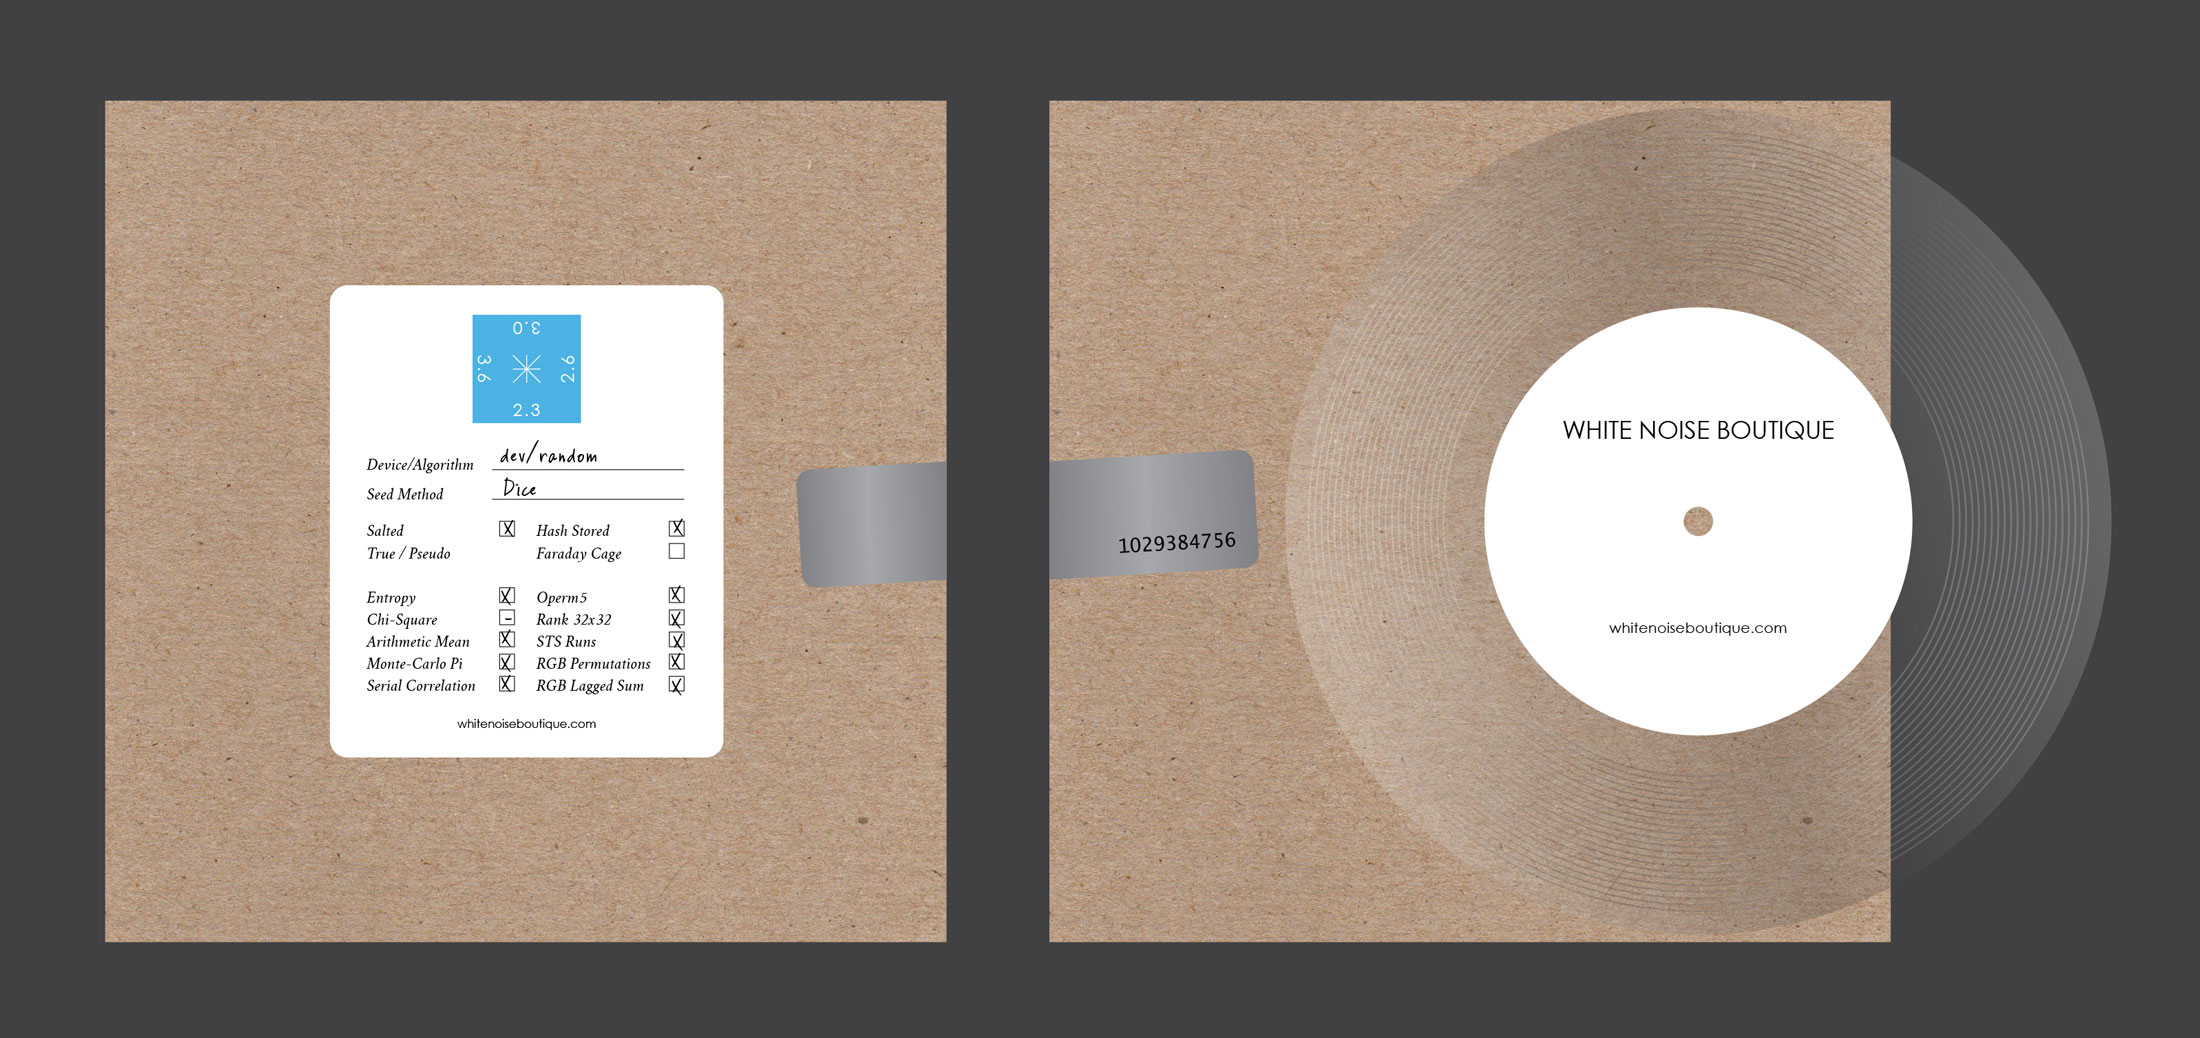 3.0
3.6
2.6
2.3
Device/Algorithm dev/random
Seed Method Dice
Salted X Hash Stored X
True / Pseudo Faraday Cage
Entropy X Operm5 X
Chi-Square - Rank 32x32 X
Arithmetic Mean X STS Runs X
Monte-Carlo Pi X RGB Permutations X
Serial Correlation X RGB Lagged Sum X
whitenoiseboutique.com
1029384756
WHITE NOISE BOUTIQUE
whitenoiseboutique.com